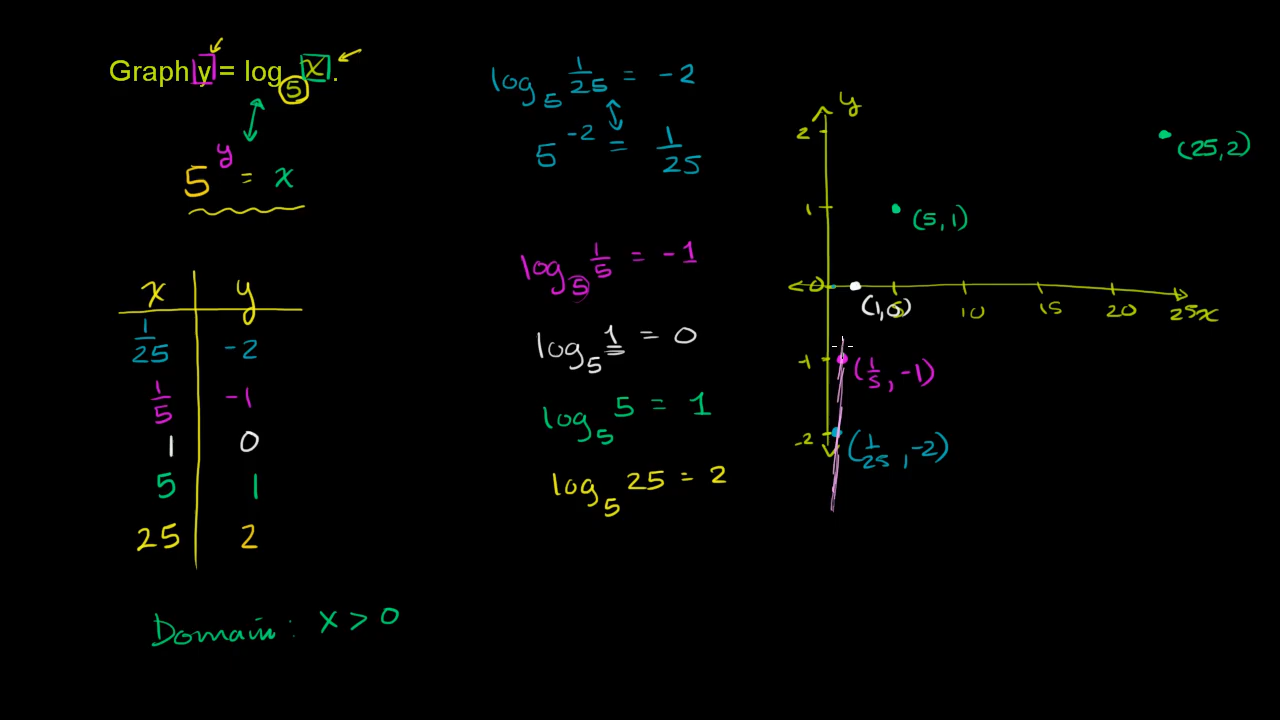 Graph y = log₅ x.
5^y = x
x y
1/25 -2
1/5 -1
1 0
5 1
25 2
Domain: x > 0
log₅ 1/25 = -2
5^-2 = 1/25
log₅ 1/5 = -1
log₅ 1 = 0
log₅ 5 = 1
log₅ 25 = 2
y
2
(25, 2)
1
(5, 1)
0
(1, 0)
5 10 15 20 25 x
-1
(1/5, -1)
-2
(1/25, -2)